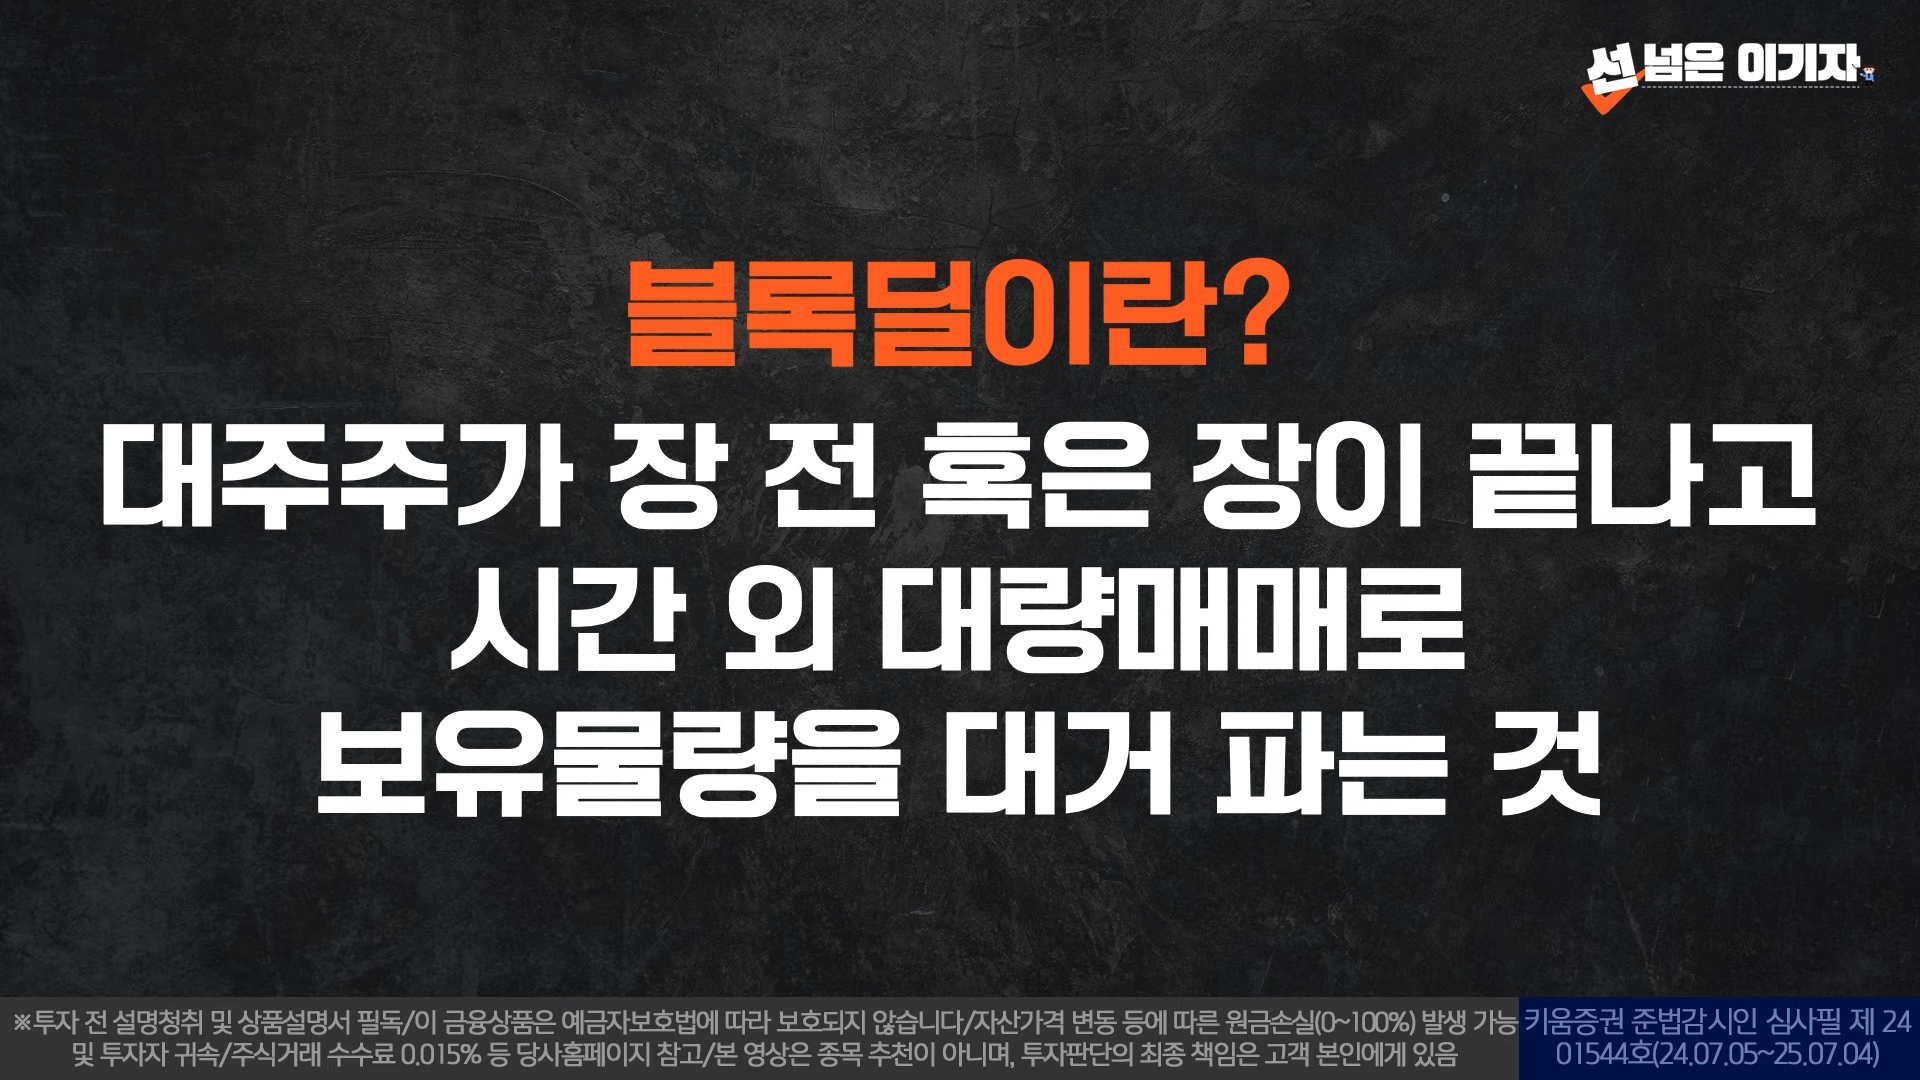 선 넘은 이기자
블록딜이란?
대주주가 장 전 혹은 장이 끝나고
시간 외 대량매매로
보유물량을 대거 파는 것
※투자 전 설명청취 및 상품설명서 필독/이 금융상품은 예금자보호법에 따라 보호되지 않습니다/자산가격 변동 등에 따른 원금손실(0~100%) 발생 가능
및 투자자 귀속/주식거래 수수료 0.015% 등 당사홈페이지 참고/본 영상은 종목 추천이 아니며, 투자판단의 최종 책임은 고객 본인에게 있음
키움증권 준법감시인 심사필 제 24
01544호(24.07.05~25.07.04)